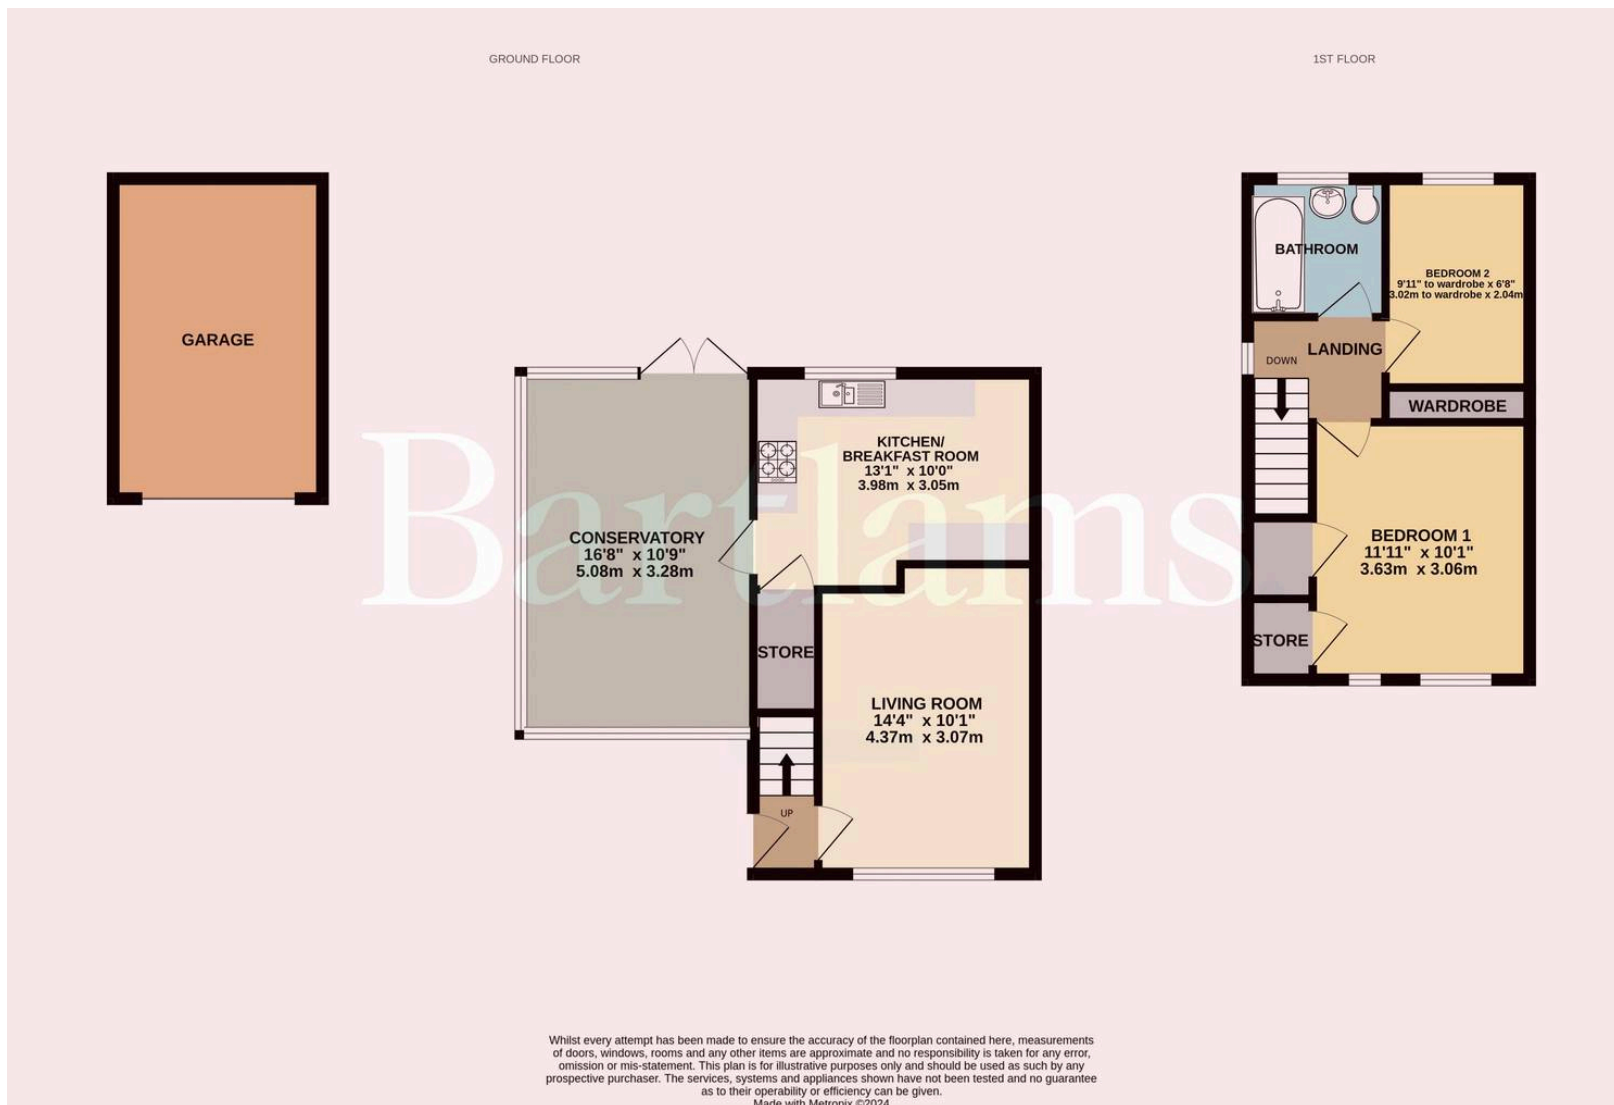 GROUND FLOOR
1ST FLOOR
GARAGE
BATHROOM
BEDROOM 2
9'11" to wardrobe x 6'8"
3.02m to wardrobe x 2.04m
LANDING
DOWN
WARDROBE
KITCHEN/
BREAKFAST ROOM
13'1" x 10'0"
3.98m x 3.05m
CONSERVATORY
16'8" x 10'9"
5.08m x 3.28m
Bartlams
BEDROOM 1
11'11" x 10'1"
3.63m x 3.06m
STORE
STORE
LIVING ROOM
14'4" x 10'1"
4.37m x 3.07m
UP
Whilst every attempt has been made to ensure the accuracy of the floorplan contained here, measurements
of doors, windows, rooms and any other items are approximate and no responsibility is taken for any error,
omission or mis-statement. This plan is for illustrative purposes only and should be used as such by any
prospective purchaser. The services, systems and appliances shown have not been tested and no guarantee
as to their operability or efficiency can be given.
Made with Metropix ©2024